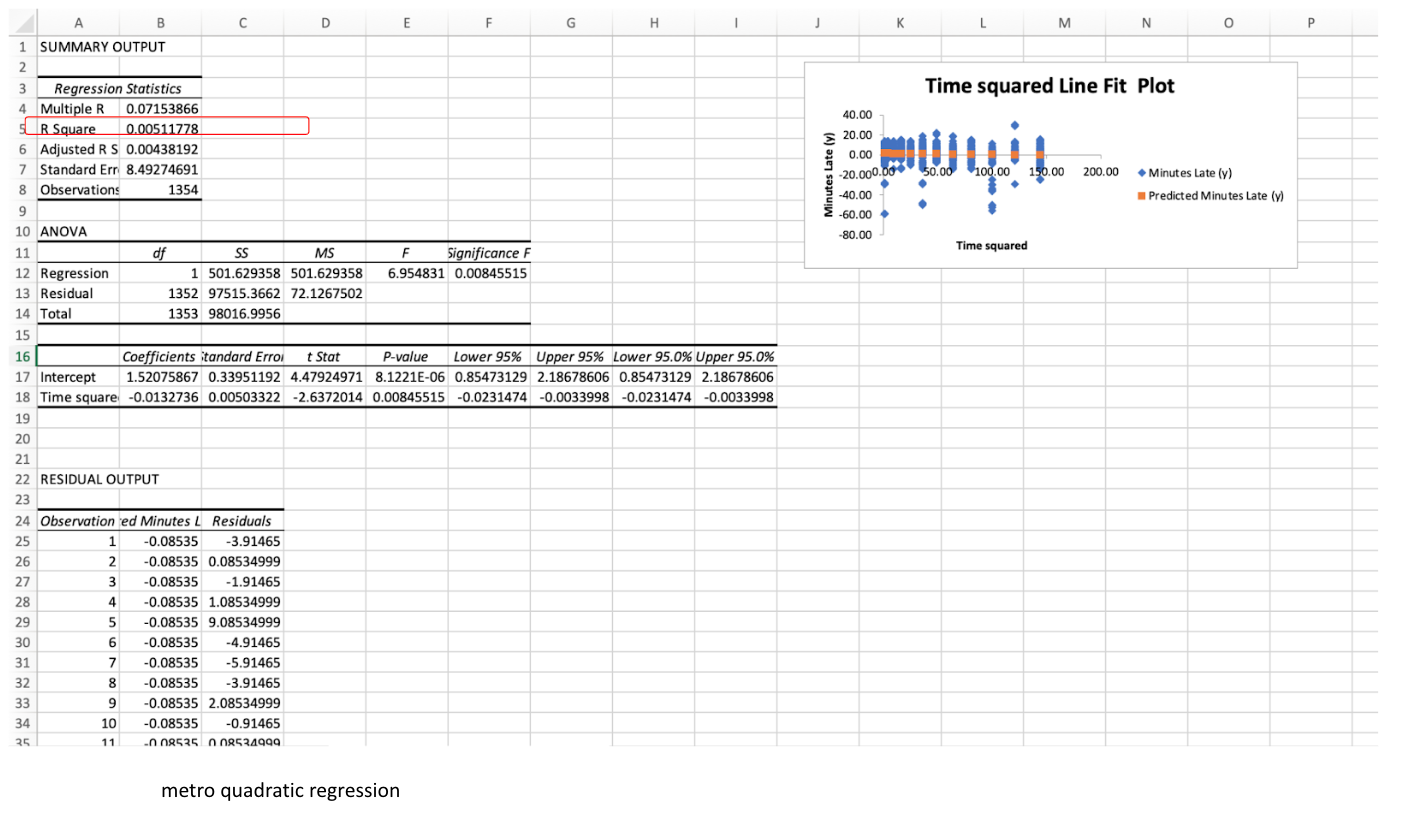 A B C D E F G H I J K L M N O P
1 SUMMARY OUTPUT
2
3 Regression Statistics
4 Multiple R 0.07153866
5 R Square 0.00511778
6 Adjusted R S 0.00438192
7 Standard Err 8.49274691
8 Observations 1354
9
10 ANOVA
11 df SS MS F Significance F
12 Regression 1 501.629358 501.629358 6.954831 0.00845515
13 Residual 1352 97515.3662 72.1267502
14 Total 1353 98016.9956
15
16 Coefficients Standard Error t Stat P-value Lower 95% Upper 95% Lower 95.0% Upper 95.0%
17 Intercept 1.52075867 0.33951192 4.47924971 8.1221E-06 0.85473129 2.18678606 0.85473129 2.18678606
18 Time square -0.0132736 0.00503322 -2.6372014 0.00845515 -0.0231474 -0.0033998 -0.0231474 -0.0033998
19
20
21
22 RESIDUAL OUTPUT
23
24 Observation ed Minutes L Residuals
25 1 -0.08535 -3.91465
26 2 -0.08535 0.08534999
27 3 -0.08535 -1.91465
28 4 -0.08535 1.08534999
29 5 -0.08535 9.08534999
30 6 -0.08535 -4.91465
31 7 -0.08535 -5.91465
32 8 -0.08535 -3.91465
33 9 -0.08535 2.08534999
34 10 -0.08535 -0.91465
35 11 -0.08535 0.08534999
Time squared Line Fit Plot
Minutes Late (y)
40.00
20.00
0.00
-20.00
-40.00
-60.00
-80.00
0.00 50.00 100.00 150.00 200.00
Time squared
Minutes Late (y)
Predicted Minutes Late (y)
metro quadratic regression